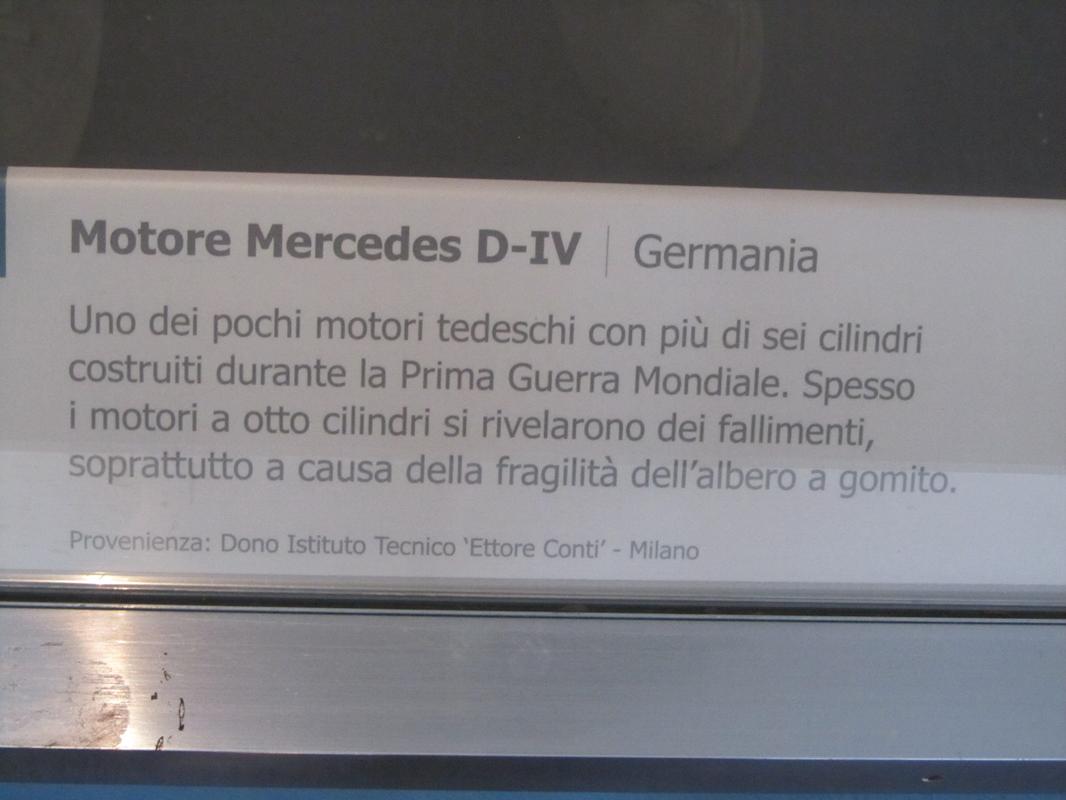 Motore Mercedes D-IV | Germania
Uno dei pochi motori tedeschi con più di sei cilindri
costruiti durante la Prima Guerra Mondiale. Spesso
i motori a otto cilindri si rivelarono dei fallimenti,
soprattutto a causa della fragilità dell'albero a gomito.
Provenienza: Dono Istituto Tecnico 'Ettore Conti' - Milano